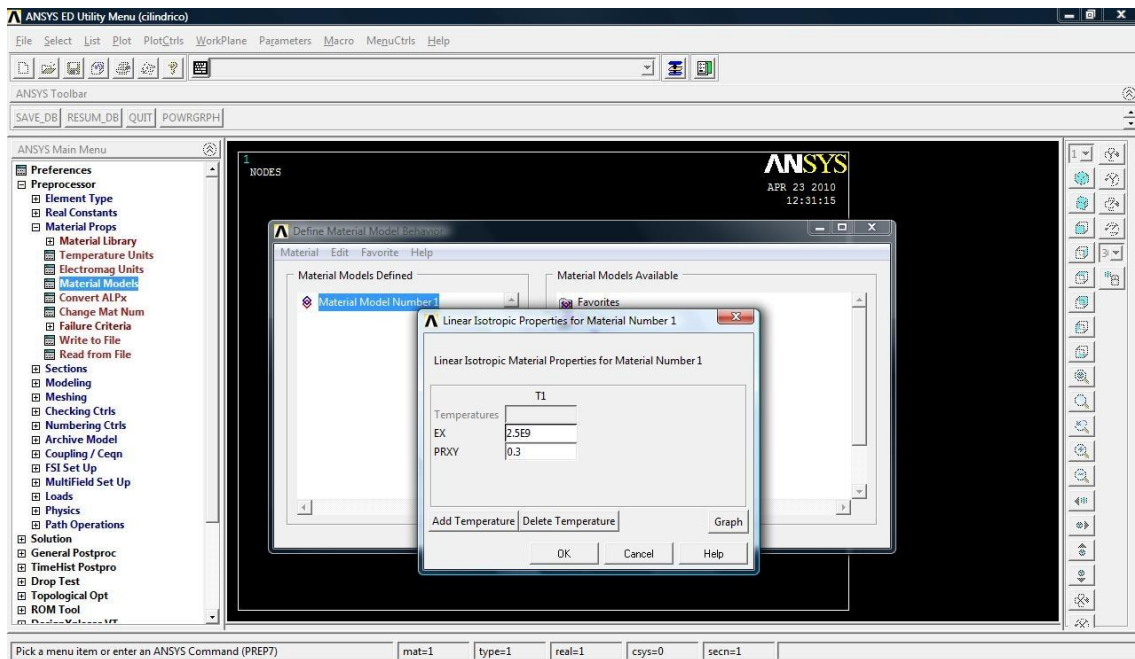 ANSYS ED Utility Menu (cilindrico)
File Select List Plot PlotCtrls WorkPlane Parameters Macro MenuCtrls Help
ANSYS Toolbar
SAVE_DB RESUM_DB QUIT POWRGRPH
ANSYS Main Menu
Preferences
Preprocessor
Element Type
Real Constants
Material Props
Material Library
Temperature Units
Electromag Units
Material Models
Convert ALPx
Change Mat Num
Failure Criteria
Write to File
Read from File
Sections
Modeling
Meshing
Checking Ctrls
Numbering Ctrls
Archive Model
Coupling / Ceqn
FSI Set Up
MultiField Set Up
Loads
Physics
Path Operations
Solution
General Postproc
TimeHist Postpro
Drop Test
Topological Opt
ROM Tool
1
NODES
ANSYS
APR 23 2010
12:31:15
Define Material Model Behavior
Material Edit Favorite Help
Material Models Defined
Material Model Number 1
Material Models Available
Favorites
Linear Isotropic Properties for Material Number 1
Linear Isotropic Material Properties for Material Number 1
T1
Temperatures
EX 2.5E9
PRXY 0.3
Add Temperature Delete Temperature Graph
OK Cancel Help
1
3
Pick a menu item or enter an ANSYS Command (PREP7) mat=1 type=1 real=1 csys=0 secn=1